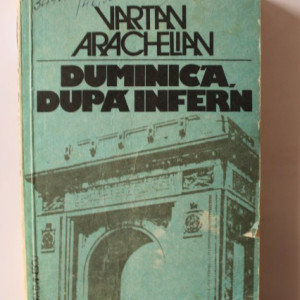 VARTAN
ARACHELIAN
DUMINICĂ,
DUPĂ INFERN